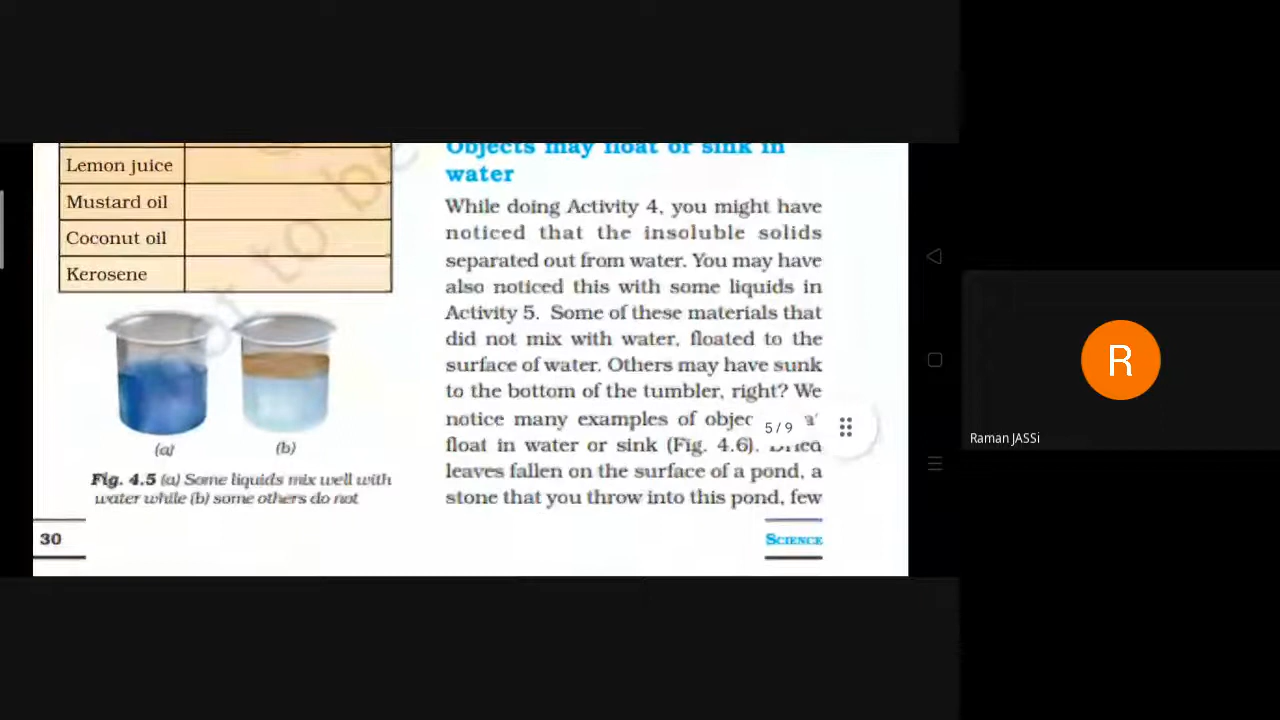 Lemon juice
Mustard oil
Coconut oil
Kerosene
(a)
(b)
Fig. 4.5 (a) Some liquids mix well with
water while (b) some others do not
30
Objects may float or sink in
water
While doing Activity 4, you might have
noticed that the insoluble solids
separated out from water. You may have
also noticed this with some liquids in
Activity 5. Some of these materials that
did not mix with water, floated to the
surface of water. Others may have sunk
to the bottom of the tumbler, right? We
notice many examples of objec
float in water or sink (Fig. 4.6).
leaves fallen on the surface of a pond, a
stone that you throw into this pond, few
SCIENCE
5/9
to be
R
Raman JASSi